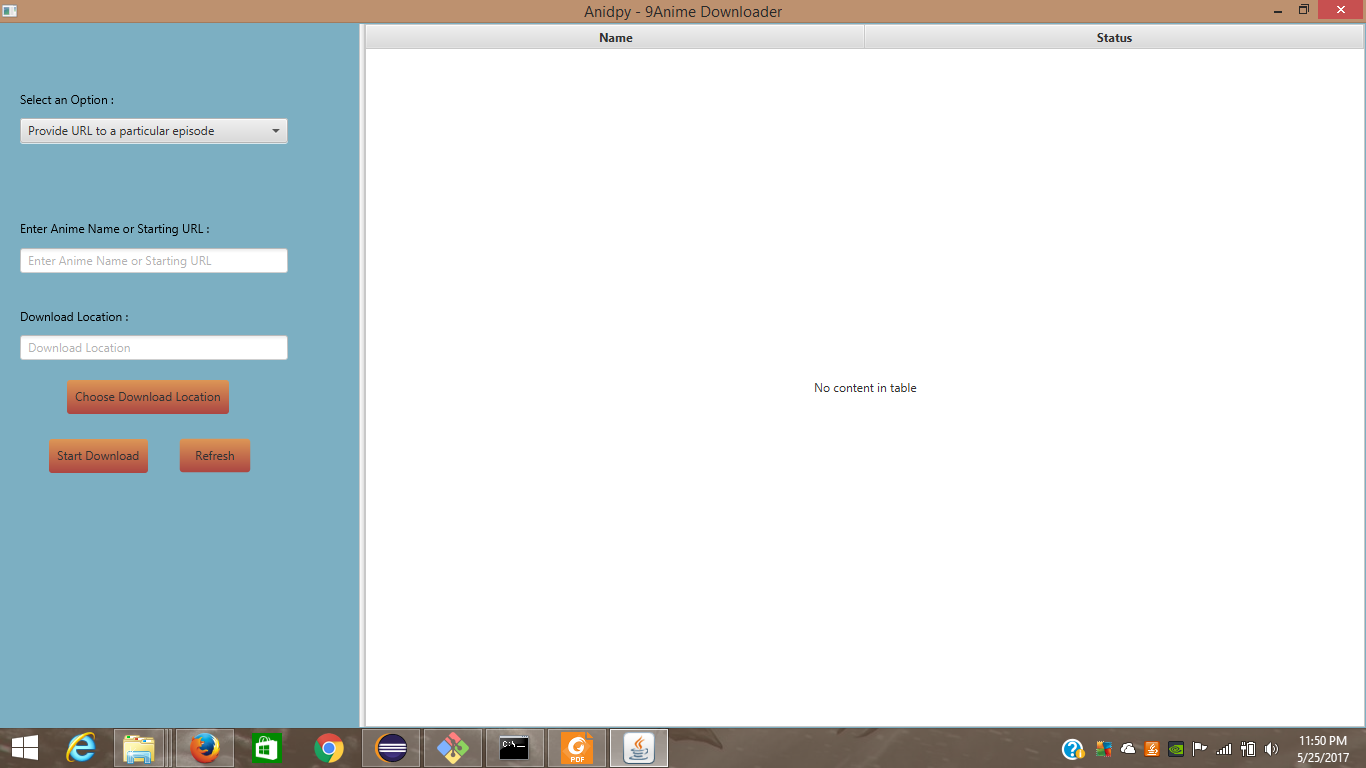 Anidpy - 9Anime Downloader
Name
Status
Select an Option :
Provide URL to a particular episode
Enter Anime Name or Starting URL :
Enter Anime Name or Starting URL
Download Location :
Download Location
No content in table
Choose Download Location
Start Download
Refresh
C:\_
PDF
11:50 PM
5/25/2017